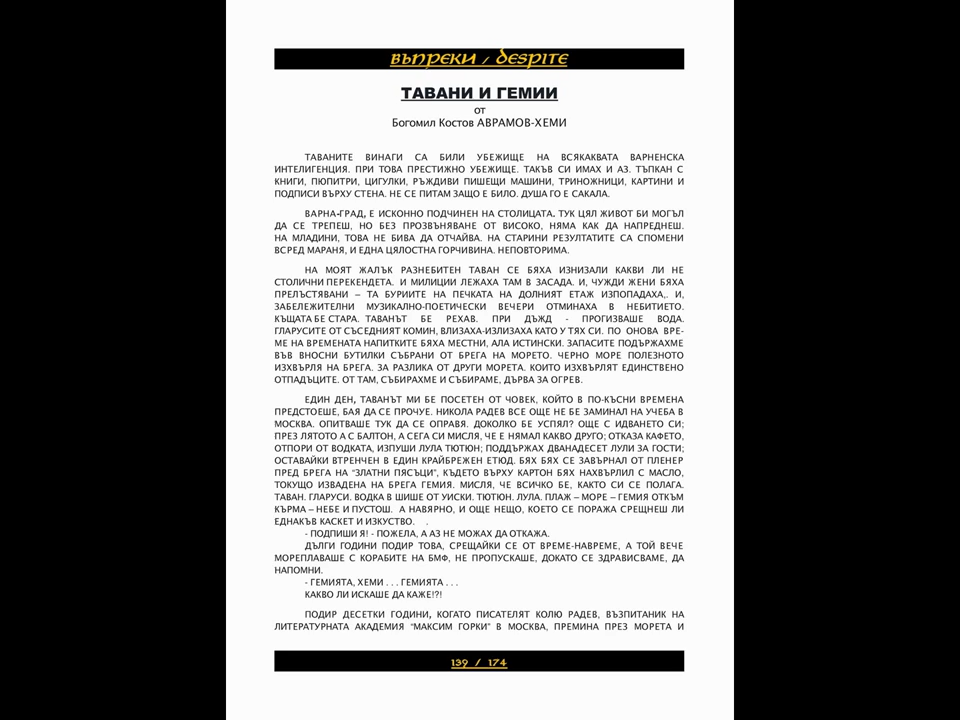 ВЪПРЕКИ / DESPITE
ТАВАНИ И ГЕМИИ
от
Богомил Костов АВРАМОВ-ХЕМИ
ТАВАНИТЕ ВИНАГИ СА БИЛИ УБЕЖИЩЕ НА ВСЯКАКВАТА ВАРНЕНСКА
ИНТЕЛИГЕНЦИЯ. ПРИ ТОВА ПРЕСТИЖНО УБЕЖИЩЕ. ТАКЪВ СИ ИМАХ И АЗ. ТЪПКАН С
КНИГИ, ПЮПИТРИ, ЦИГУЛКИ, РЪЖДИВИ ПИШЕЩИ МАШИНИ, ТРИНОЖНИЦИ, КАРТИНИ И
ПОДПИСИ ВЪРХУ СТЕНА. НЕ СЕ ПИТАМ ЗАЩО Е БИЛО. ДУША ГО Е САКАЛА.
ВАРНА-ГРАД, Е ИСКОННО ПОДЧИНЕН НА СТОЛИЦАТА. ТУК ЦЯЛ ЖИВОТ БИ МОГЪЛ
ДА СЕ ТРЕПЕШ, НО БЕЗ ПРОЗВЪНЯВАНЕ ОТ ВИСОКО, НЯМА КАК ДА НАПРЕДНЕШ.
НА МЛАДИНИ, ТОВА НЕ БИВА ДА ОТЧАЙВА. НА СТАРИНИ РЕЗУЛТАТИТЕ СА СПОМЕНИ
ВСРЕД МАРАНЯ, И ЕДНА ЦЯЛОСТНА ГОРЧИВИНА. НЕПОВТОРИМА.
НА МОЯТ ЖАЛЪК РАЗНЕБИТЕН ТАВАН СЕ БЯХА ИЗНИЗАЛИ КАКВИ ЛИ НЕ
СТОЛИЧНИ ПЕРЕКЕНДЕТА. И МИЛИЦИИ ЛЕЖАХА ТАМ В ЗАСАДА. И, ЧУЖДИ ЖЕНИ БЯХА
ПРЕЛЪСТЯВАНИ – ТА БУРИИТЕ НА ПЕЧКАТА НА ДОЛНИЯТ ЕТАЖ ИЗПОПАДАХА,. И,
ЗАБЕЛЕЖИТЕЛНИ МУЗИКАЛНО-ПОЕТИЧЕСКИ ВЕЧЕРИ ОТМИНАХА В НЕБИТИЕТО.
КЪЩАТА БЕ СТАРА. ТАВАНЪТ БЕ РЕХАВ. ПРИ ДЪЖД - ПРОГИЗВАШЕ ВОДА.
ГЛАРУСИТЕ ОТ СЪСЕДНИЯТ КОМИН, ВЛИЗАХА-ИЗЛИЗАХА КАТО У ТЯХ СИ. ПО ОНОВА ВРЕ-
МЕ НА ВРЕМЕНАТА НАПИТКИТЕ БЯХА МЕСТНИ, АЛА ИСТИНСКИ. ЗАПАСИТЕ ПОДЪРЖАХМЕ
ВЪВ ВНОСНИ БУТИЛКИ СЪБРАНИ ОТ БРЕГА НА МОРЕТО. ЧЕРНО МОРЕ ПОЛЕЗНОТО
ИЗХВЪРЛЯ НА БРЕГА. ЗА РАЗЛИКА ОТ ДРУГИ МОРЕТА. КОИТО ИЗХВЪРЛЯТ ЕДИНСТВЕНО
ОТПАДЪЦИТЕ. ОТ ТАМ, СЪБИРАХМЕ И СЪБИРАМЕ, ДЪРВА ЗА ОГРЕВ.
ЕДИН ДЕН, ТАВАНЪТ МИ БЕ ПОСЕТЕН ОТ ЧОВЕК, КОЙТО В ПО-КЪСНИ ВРЕМЕНА
ПРЕДСТОЕШЕ, БАЯ ДА СЕ ПРОЧУЕ. НИКОЛА РАДЕВ ВСЕ ОЩЕ НЕ БЕ ЗАМИНАЛ НА УЧЕБА В
МОСКВА. ОПИТВАШЕ ТУК ДА СЕ ОПРАВЯ. ДОКОЛКО БЕ УСПЯЛ? ОЩЕ С ИДВАНЕТО СИ;
ПРЕЗ ЛЯТОТО А С БАЛТОН, А СЕГА СИ МИСЛЯ, ЧЕ Е НЯМАЛ КАКВО ДРУГО; ОТКАЗА КАФЕТО,
ОТПОРИ ОТ ВОДКАТА, ИЗПУШИ ЛУЛА ТЮТЮН; ПОДДЪРЖАХ ДВАНАДЕСЕТ ЛУЛИ ЗА ГОСТИ;
ОСТАВАЙКИ ВТРЕНЧЕН В ЕДИН КРАЙБРЕЖЕН ЕТЮД. БЯХ БЯХ СЕ ЗАВЪРНАЛ ОТ ПЛЕНЕР
ПРЕД БРЕГА НА “ЗЛАТНИ ПЯСЪЦИ”, КЪДЕТО ВЪРХУ КАРТОН БЯХ НАХВЪРЛИЛ С МАСЛО,
ТОКУЩО ИЗВАДЕНА НА БРЕГА ГЕМИЯ. МИСЛЯ, ЧЕ ВСИЧКО БЕ, КАКТО СИ СЕ ПОЛАГА.
ТАВАН. ГЛАРУСИ. ВОДКА В ШИШЕ ОТ УИСКИ. ТЮТЮН. ЛУЛА. ПЛАЖ – МОРЕ – ГЕМИЯ ОТКЪМ
КЪРМА – НЕБЕ И ПУСТОШ. А НАВЯРНО, И ОЩЕ НЕЩО, КОЕТО СЕ ПОРАЖА СРЕЩНЕШ ЛИ
ЕДНАКЪВ КАСКЕТ И ИЗКУСТВО. .
- ПОДПИШИ Я! - ПОЖЕЛА, А АЗ НЕ МОЖАХ ДА ОТКАЖА.
ДЪЛГИ ГОДИНИ ПОДИР ТОВА, СРЕЩАЙКИ СЕ ОТ ВРЕМЕ-НАВРЕМЕ, А ТОЙ ВЕЧЕ
МОРЕПЛАВАШЕ С КОРАБИТЕ НА БМФ, НЕ ПРОПУСКАШЕ, ДОКАТО СЕ ЗДРАВИСВАМЕ, ДА
НАПОМНИ.
- ГЕМИЯТА, ХЕМИ . . . ГЕМИЯТА . . .
КАКВО ЛИ ИСКАШЕ ДА КАЖЕ!?!
ПОДИР ДЕСЕТКИ ГОДИНИ, КОГАТО ПИСАТЕЛЯТ КОЛЮ РАДЕВ, ВЪЗПИТАНИК НА
ЛИТЕРАТУРНАТА АКАДЕМИЯ “МАКСИМ ГОРКИ” В МОСКВА, ПРЕМИНА ПРЕЗ МОРЕТА И
139 / 174